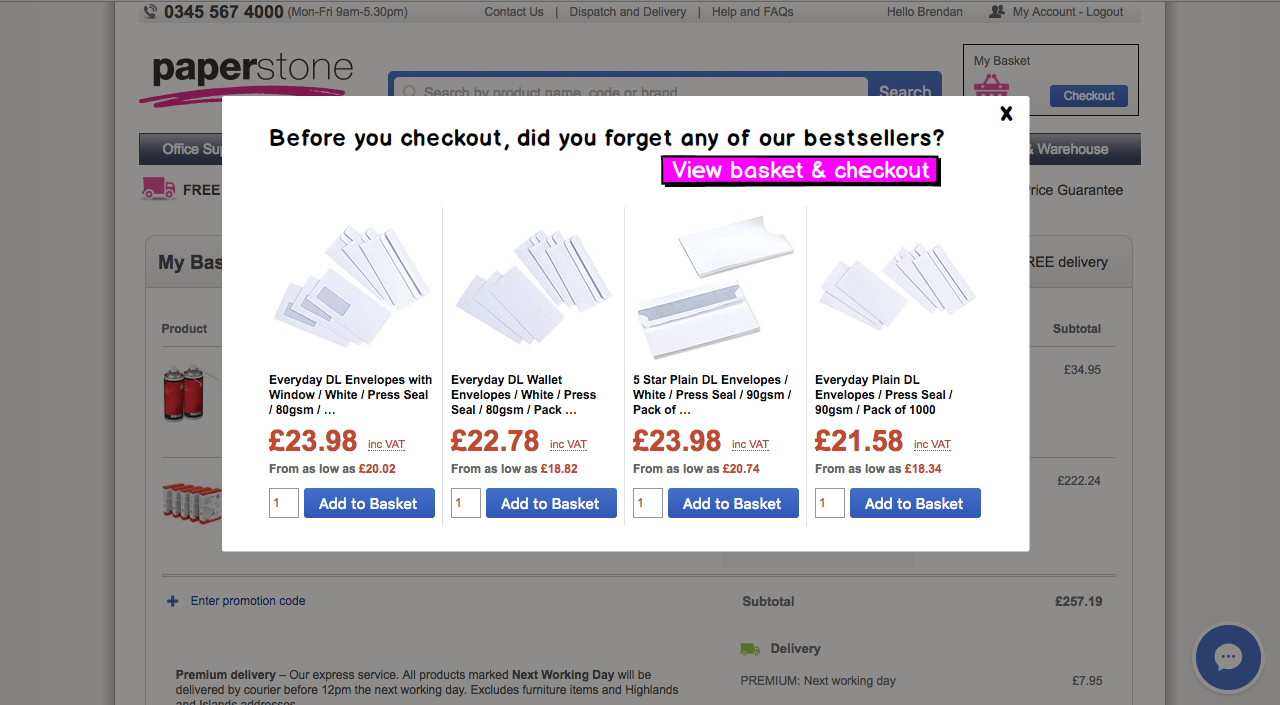 0345 567 4000 (Mon-Fri 9am-5.30pm)
Contact Us | Dispatch and Delivery | Help and FAQs
Hello Brendan
My Account - Logout
paperstone
Search by product name, code or brand
Search
My Basket
Checkout
X
Before you checkout, did you forget any of our bestsellers?
View basket & checkout
Office
& Warehouse
FREE
Price Guarantee
My
FREE delivery
Product
Subtotal
£34.95
£222.24
Everyday DL Envelopes with
Window / White / Press Seal
/ 80gsm / ...
£23.98 inc VAT
From as low as £20.02
1 Add to Basket
Everyday DL Wallet
Envelopes / White / Press
Seal / 80gsm / Pack ...
£22.78 inc VAT
From as low as £18.82
1 Add to Basket
5 Star Plain DL Envelopes /
White / Press Seal / 90gsm /
Pack of ...
£23.98 inc VAT
From as low as £20.74
1 Add to Basket
Everyday Plain DL
Envelopes / Press Seal /
90gsm / Pack of 1000
£21.58 inc VAT
From as low as £18.34
1 Add to Basket
+ Enter promotion code
Subtotal £257.19
Delivery
PREMIUM: Next working day £7.95
Premium delivery – Our express service. All products marked Next Working Day will be
delivered by courier before 12pm the next working day. Excludes furniture items and Highlands
and Islands addresses.